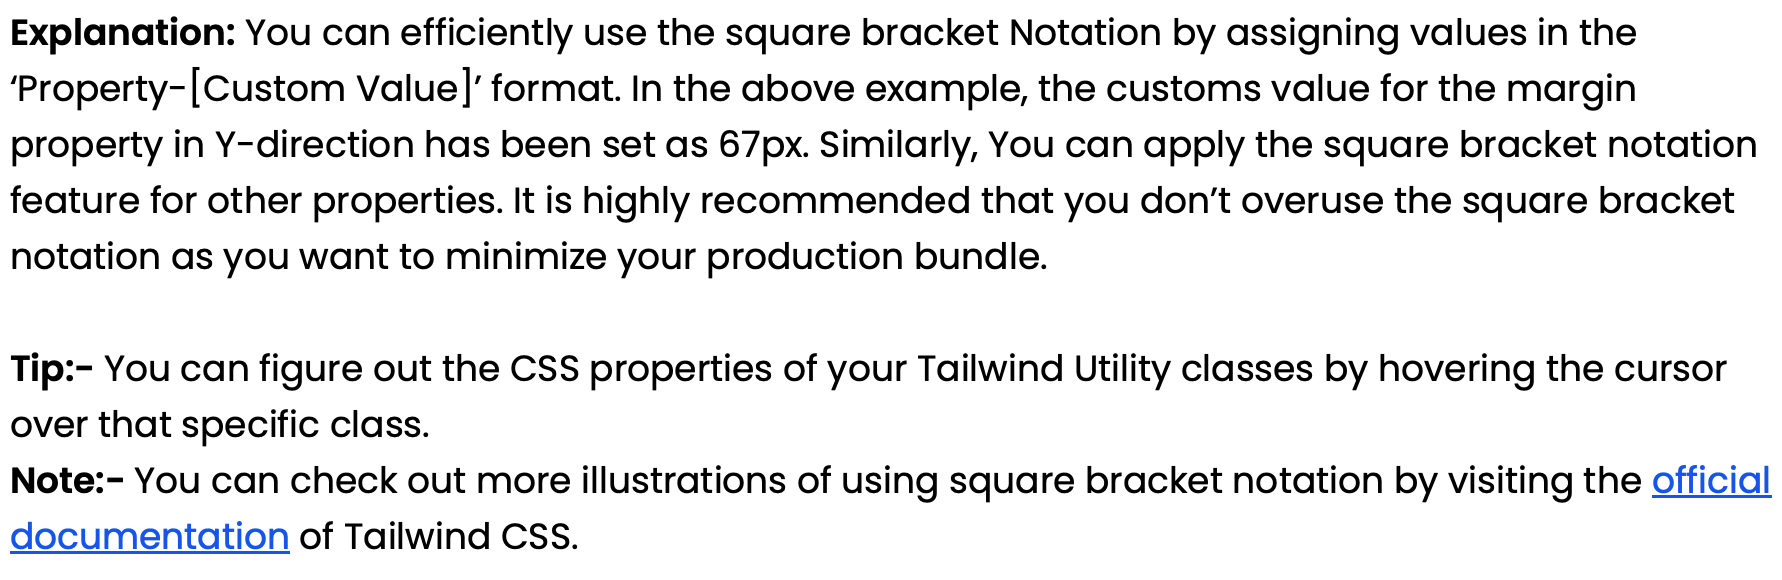 Explanation: You can efficiently use the square bracket Notation by assigning values in the
‘Property-[Custom Value]’ format. In the above example, the customs value for the margin
property in Y-direction has been set as 67px. Similarly, You can apply the square bracket notation
feature for other properties. It is highly recommended that you don’t overuse the square bracket
notation as you want to minimize your production bundle.
Tip:- You can figure out the CSS properties of your Tailwind Utility classes by hovering the cursor
over that specific class.
Note:- You can check out more illustrations of using square bracket notation by visiting the official
documentation of Tailwind CSS.